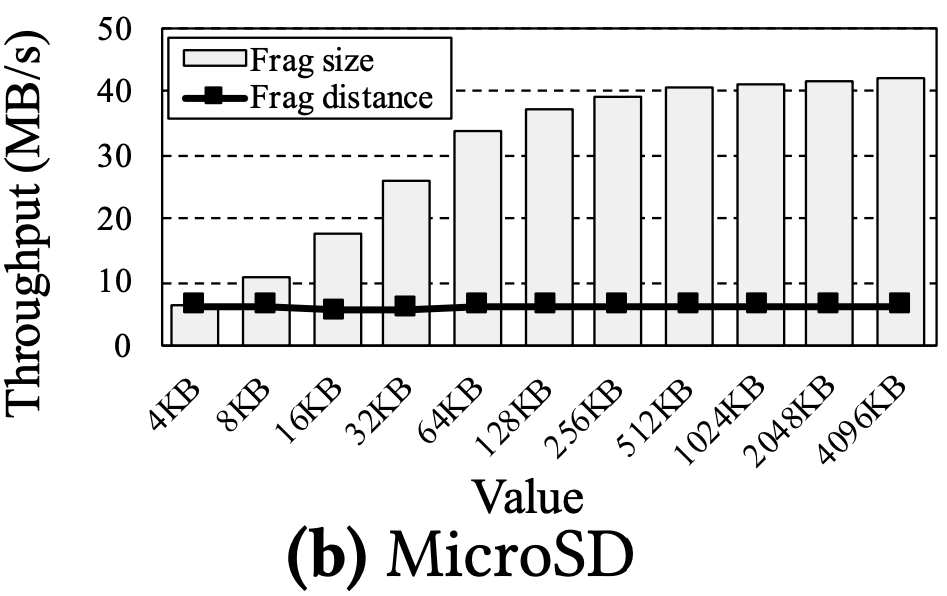 Throughput (MB/s)
50
40
30
20
10
0
Frag size
Frag distance
4KB
8KB
16KB
32KB
64KB
128KB
256KB
512KB
1024KB
2048KB
4096KB
Value
(b) MicroSD